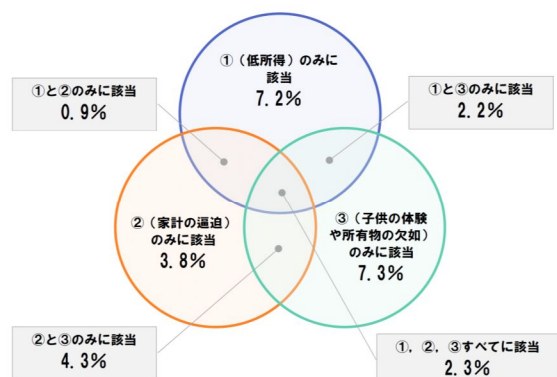 ①（低所得）のみに
該当
7.2%
①と②のみに該当
0.9%
①と③のみに該当
2.2%
②（家計の逼迫）
のみに該当
3.8%
③（子供の体験
や所有物の欠如）
のみに該当
7.3%
②と③のみに該当
4.3%
①，②，③すべてに該当
2.3%